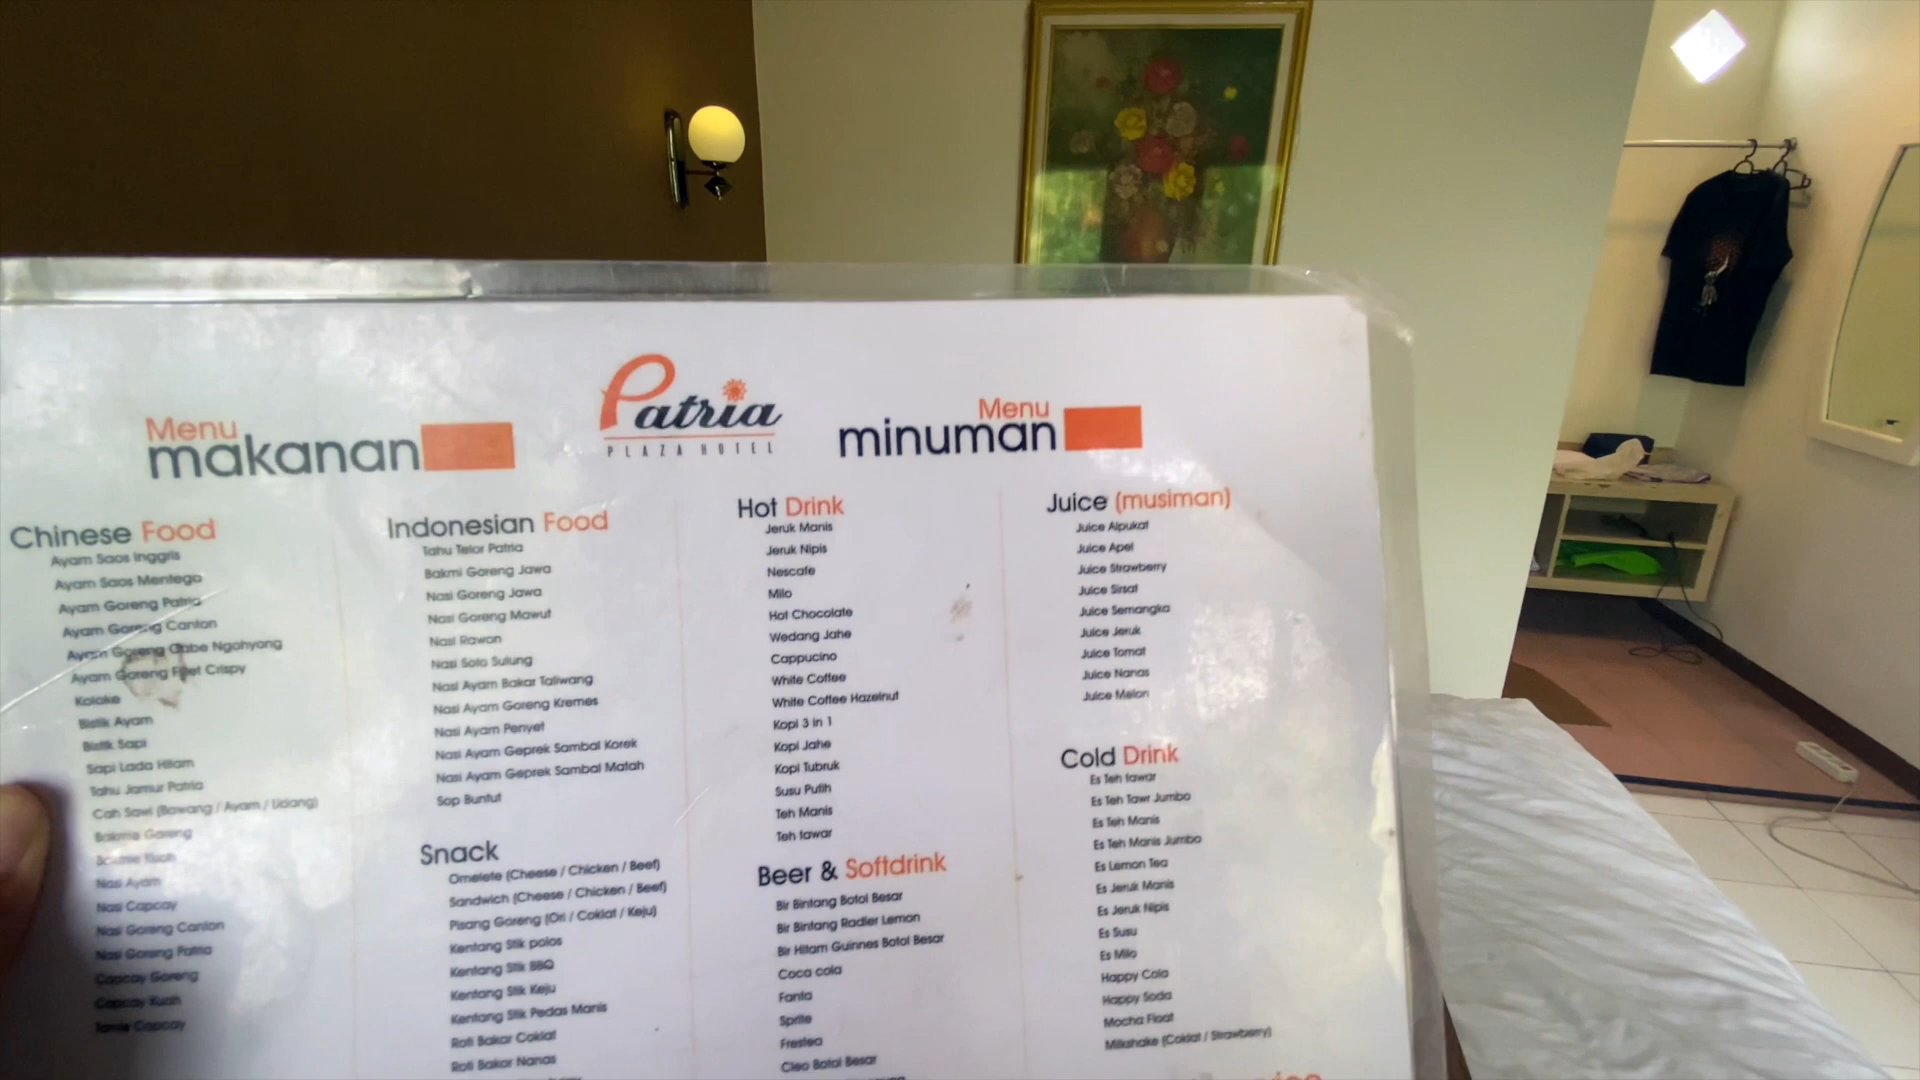 Menu
makanan
Patria
PLAZA HOTEL
Menu
minuman
Chinese Food
Ayam Saos Inggris
Ayam Saos Mentega
Ayam Goreng Patria
Ayam Goreng Canton
Ayam Goreng Cabe Ngohyong
Ayam Goreng Fillet Crispy
Koloke
Bistik Ayam
Bistik Sapi
Sapi Lada Hitam
Tahu Jamur Patria
Cah Sawi (Bawang / Ayam / Udang)
Bakmie Goreng
Bakmie Kuah
Nasi Ayam
Nasi Capcay
Nasi Goreng Canton
Nasi Goreng Patria
Capcay Goreng
Capcay Kuah
Tamie Capcay
Indonesian Food
Tahu Telor Patria
Bakmi Goreng Jawa
Nasi Goreng Jawa
Nasi Goreng Mawut
Nasi Rawon
Nasi Soto Sulung
Nasi Ayam Bakar Taliwang
Nasi Ayam Goreng Kremes
Nasi Ayam Penyet
Nasi Ayam Geprek Sambal Korek
Nasi Ayam Geprek Sambal Matah
Sop Buntut
Snack
Omelete (Cheese / Chicken / Beef)
Sandwich (Cheese / Chicken / Beef)
Pisang Goreng (Ori / Coklat / Keju)
Kentang Stik polos
Kentang Stik BBQ
Kentang Stik Keju
Kentang Stik Pedas Manis
Roti Bakar Coklat
Roti Bakar Nanas
Hot Drink
Jeruk Manis
Jeruk Nipis
Nescafe
Milo
Hot Chocolate
Wedang Jahe
Cappucino
White Coffee
White Coffee Hazelnut
Kopi 3 in 1
Kopi Jahe
Kopi Tubruk
Susu Putih
Teh Manis
Teh tawar
Beer & Softdrink
Bir Bintang Botol Besar
Bir Bintang Radler Lemon
Bir Hitam Guinnes Botol Besar
Coca cola
Fanta
Sprite
Frestea
Cleo Botol Besar
Juice (musiman)
Juice Alpukat
Juice Apel
Juice Strawberry
Juice Sirsat
Juice Semangka
Juice Jeruk
Juice Tomat
Juice Nanas
Juice Melon
Cold Drink
Es Teh tawar
Es Teh Tawr Jumbo
Es Teh Manis
Es Teh Manis Jumbo
Es Lemon Tea
Es Jeruk Manis
Es Jeruk Nipis
Es Susu
Es Milo
Happy Cola
Happy Soda
Mocha Float
Milkshake (Coklat / Strawberry)